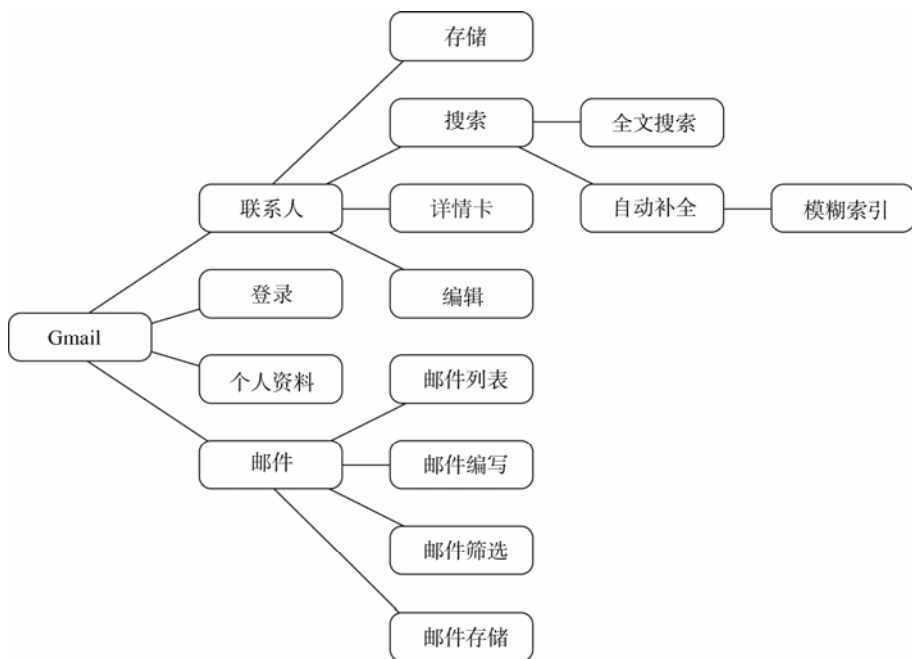 存储
搜索
全文搜索
联系人
详情卡
自动补全
模糊索引
登录
编辑
Gmail
个人资料
邮件列表
邮件
邮件编写
邮件筛选
邮件存储